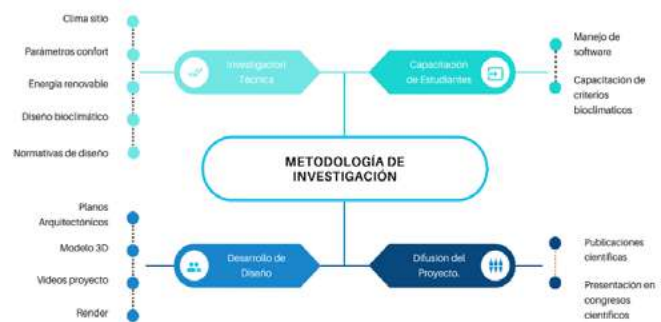 Clima sitio
Parámetros confort
Energía renovable
Diseño bioclimático
Normativas de diseño
Investigación
Técnica
Capacitación
de Estudiantes
Manejo de
software
Capacitación de
criterios
bioclimaticos
METODOLOGÍA DE
INVESTIGACIÓN
Planos
Arquitectónicos
Modelo 3D
Videos proyecto
Render
Desarrollo de
Diseño
Difusion del
Proyecto.
Publicaciones
científicas
Presentación en
congresos
científicos